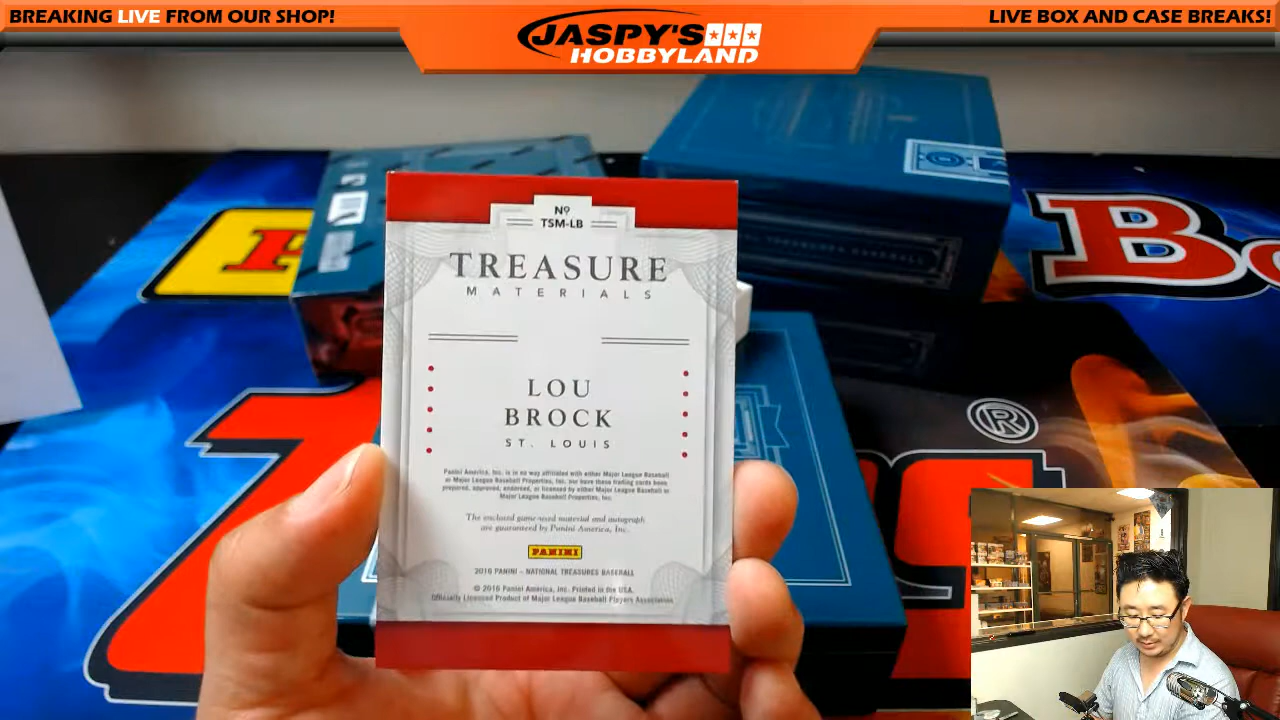 BREAKING LIVE FROM OUR SHOP!
JASPY'S
HOBBYLAND
LIVE BOX AND CASE BREAKS!
Nº
TSM-LB
TREASURE
MATERIALS
LOU
BROCK
ST. LOUIS
Panini America, Inc. is in no way affiliated with either Major League Baseball
or Major League Baseball Properties, Inc. nor have these trading cards been
prepared, approved, endorsed, or licensed by either Major League Baseball or
Major League Baseball Properties, Inc.
The enclosed game-used material and autograph
are guaranteed by Panini America, Inc.
PANINI
2016 PANINI – NATIONAL TREASURES BASEBALL
© 2016 Panini America, Inc. Printed in the USA.
Officially Licensed Product of Major League Baseball Players Association
B
®